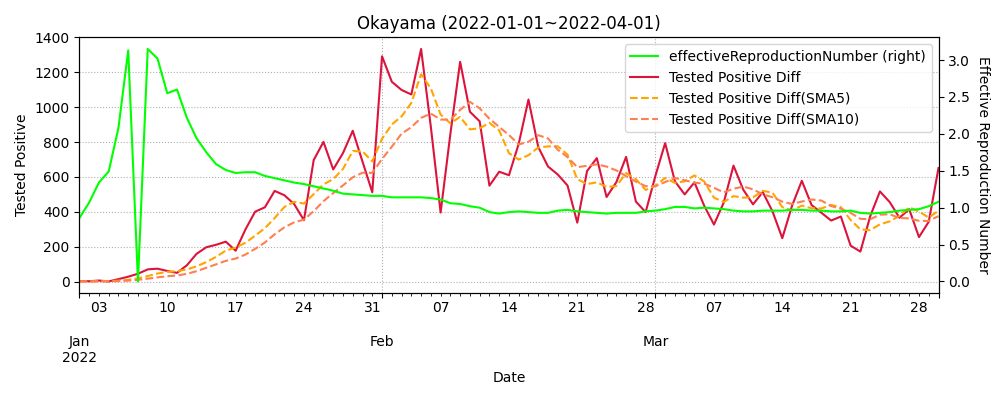 Okayama (2022-01-01~2022-04-01)
Tested Positive
1400
1200
1000
800
600
400
200
0
effectiveReproductionNumber (right)
Tested Positive Diff
Tested Positive Diff(SMA5)
Tested Positive Diff(SMA10)
3.0
2.5
2.0
1.5
1.0
0.5
0.0
Effective Reproduction Number
03 10 17 24 31 07 14 21 28 07 14 21 28
Jan Feb Mar
2022
Date